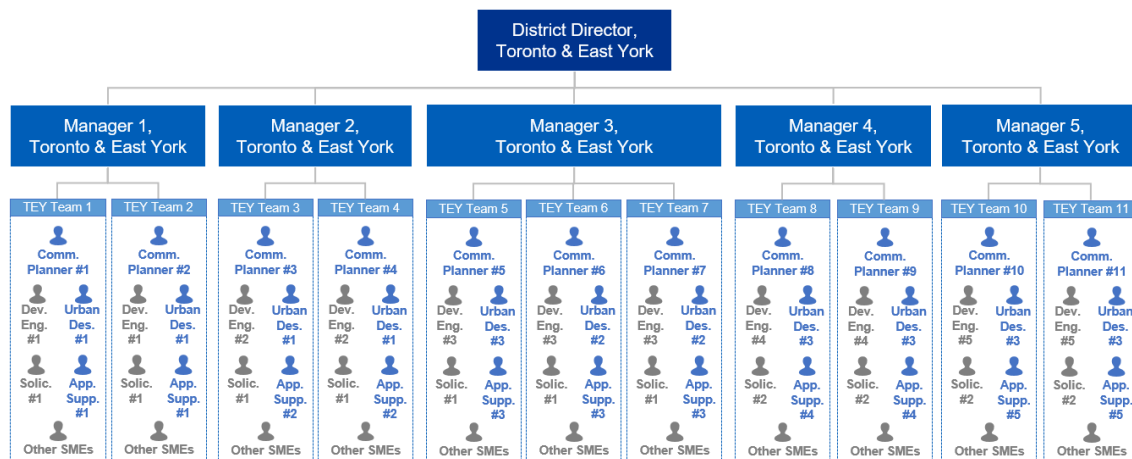 District Director,
Toronto & East York
Manager 1,
Toronto & East York
Manager 2,
Toronto & East York
Manager 3,
Toronto & East York
Manager 4,
Toronto & East York
Manager 5,
Toronto & East York
TEY Team 1
TEY Team 2
TEY Team 3
TEY Team 4
TEY Team 5
TEY Team 6
TEY Team 7
TEY Team 8
TEY Team 9
TEY Team 10
TEY Team 11
Comm.
Planner #1
Comm.
Planner #2
Comm.
Planner #3
Comm.
Planner #4
Comm.
Planner #5
Comm.
Planner #6
Comm.
Planner #7
Comm.
Planner #8
Comm.
Planner #9
Comm.
Planner #10
Comm.
Planner #11
Dev.
Eng.
#1
Urban
Des.
#1
Dev.
Eng.
#1
Urban
Des.
#1
Dev.
Eng.
#2
Urban
Des.
#1
Dev.
Eng.
#2
Urban
Des.
#1
Dev.
Eng.
#3
Urban
Des.
#3
Dev.
Eng.
#3
Urban
Des.
#2
Dev.
Eng.
#3
Urban
Des.
#2
Dev.
Eng.
#4
Urban
Des.
#3
Dev.
Eng.
#4
Urban
Des.
#3
Dev.
Eng.
#5
Urban
Des.
#3
Dev.
Eng.
#5
Urban
Des.
#3
Solic.
#1
App.
Supp.
#1
Solic.
#1
App.
Supp.
#1
Solic.
#1
App.
Supp.
#2
Solic.
#1
App.
Supp.
#2
Solic.
#1
App.
Supp.
#3
Solic.
#1
App.
Supp.
#3
Solic.
#1
App.
Supp.
#3
Solic.
#2
App.
Supp.
#4
Solic.
#2
App.
Supp.
#4
Solic.
#2
App.
Supp.
#5
Solic.
#2
App.
Supp.
#5
Other SMEs
Other SMEs
Other SMEs
Other SMEs
Other SMEs
Other SMEs
Other SMEs
Other SMEs
Other SMEs
Other SMEs
Other SMEs